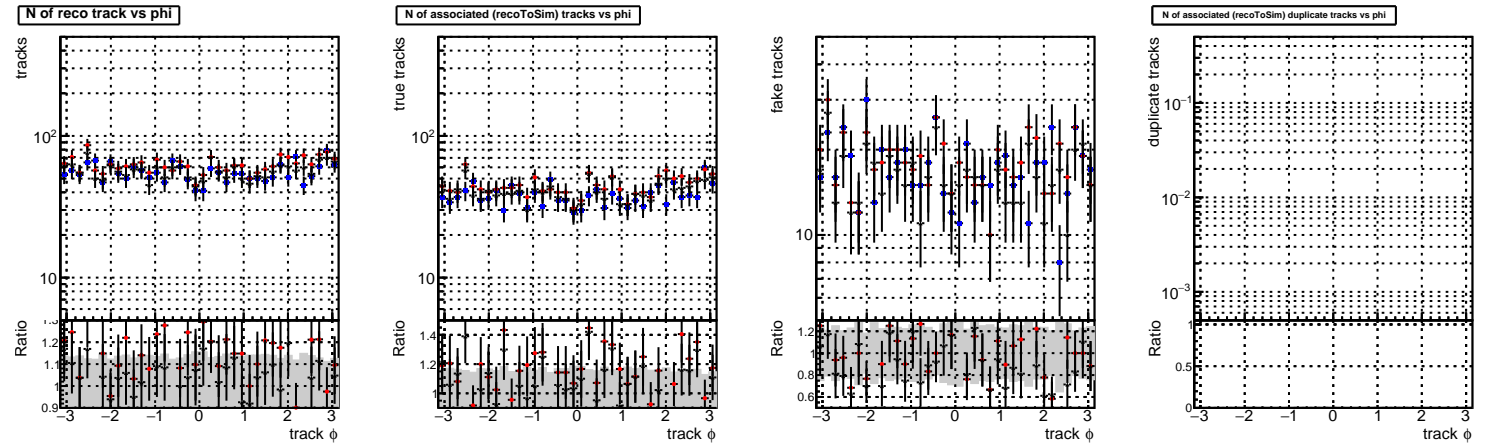 N of reco track vs phi
tracks
10²
10
Ratio
1.3
1.2
1.1
1
0.9
−3 −2 −1 0 1 2 3
track ϕ
N of associated (recoToSim) tracks vs phi
true tracks
10²
10
Ratio
1.4
1.2
1
−3 −2 −1 0 1 2 3
track ϕ
fake tracks
10
Ratio
1.2
1
0.8
0.6
−3 −2 −1 0 1 2 3
track ϕ
N of associated (recoToSim) duplicate tracks vs phi
duplicate tracks
10⁻¹
10⁻²
10⁻³
Ratio
1
0.5
0
−3 −2 −1 0 1 2 3
track ϕ